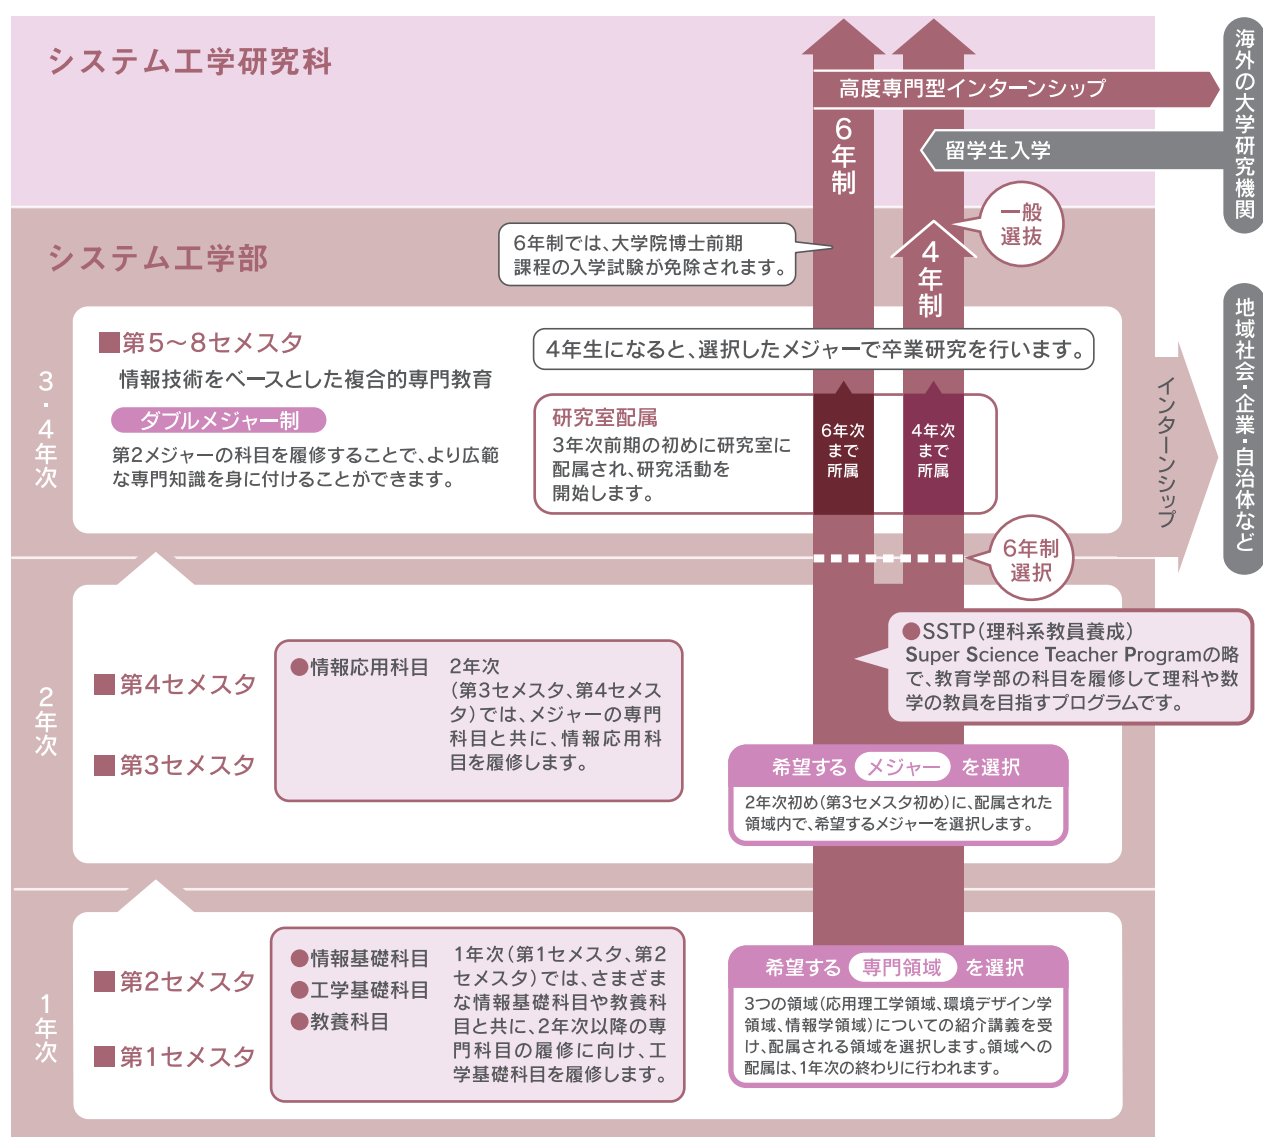 システム工学研究科
高度専門型インターンシップ
6年制
留学生入学
海外の大学研究機関
一般
選抜
システム工学部
6年制では、大学院博士前期
課程の入学試験が免除されます。
4年制
3・4年次
■第5～8セメスタ
情報技術をベースとした複合的専門教育
ダブルメジャー制
第2メジャーの科目を履修することで、より広範
な専門知識を身に付けることができます。
4年生になると、選択したメジャーで卒業研究を行います。
研究室配属
3年次前期の初めに研究室に
配属され、研究活動を
開始します。
6年次
まで
所属
4年次
まで
所属
インターンシップ
地域社会・企業・自治体など
6年制
選択
2年次
■第4セメスタ
■第3セメスタ
●情報応用科目
2年次
（第3セメスタ、第4セメス
タ）では、メジャーの専門
科目と共に、情報応用科
目を履修します。
●SSTP（理科系教員養成）
Super Science Teacher Programの略
で、教育学部の科目を履修して理科や数
学の教員を目指すプログラムです。
希望する メジャー を選択
2年次初め（第3セメスタ初め）に、配属された
領域内で、希望するメジャーを選択します。
1年次
■第2セメスタ
■第1セメスタ
●情報基礎科目
●工学基礎科目
●教養科目
1年次（第1セメスタ、第2
セメスタ）では、さまざま
な情報基礎科目や教養科
目と共に、2年次以降の専
門科目の履修に向け、工
学基礎科目を履修します。
希望する 専門領域 を選択
3つの領域（応用理工学領域、環境デザイン学
領域、情報学領域）についての紹介講義を受
け、配属される領域を選択します。領域への
配属は、1年次の終わりに行われます。